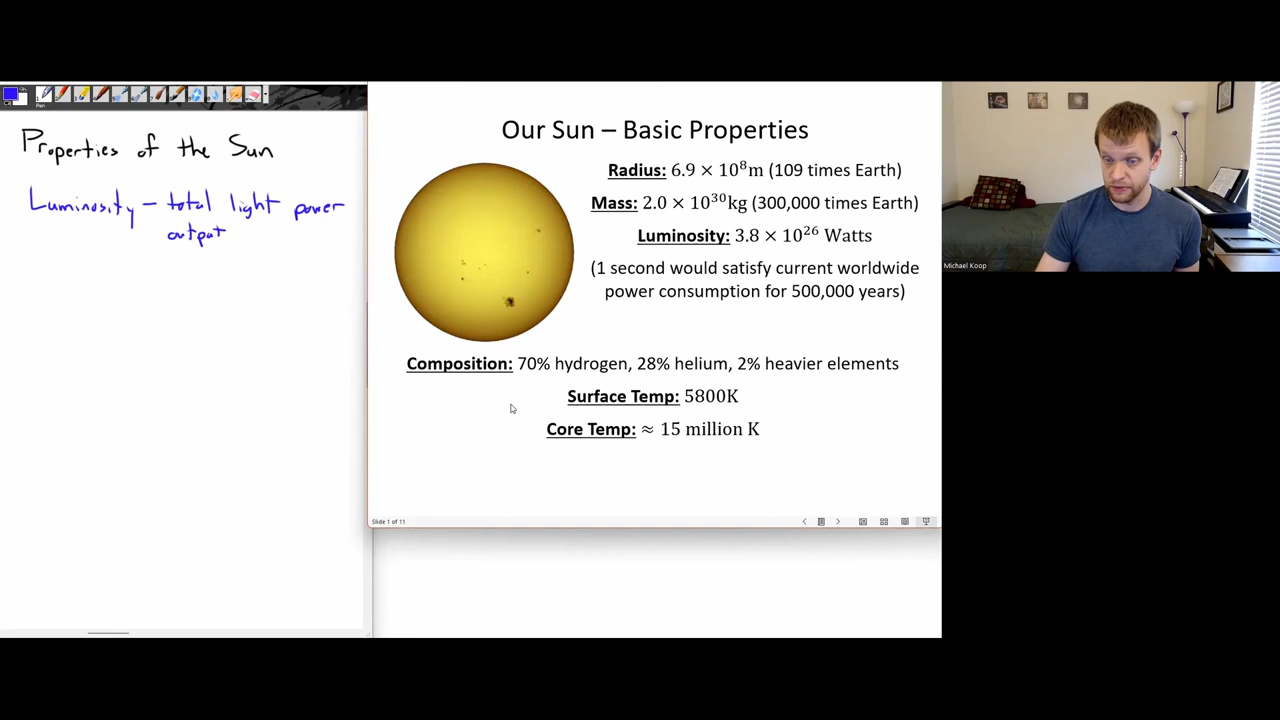 Pen
Properties of the Sun
Luminosity – total light power
output
Our Sun – Basic Properties
Radius: 6.9 × 10⁸m (109 times Earth)
Mass: 2.0 × 10³⁰kg (300,000 times Earth)
Luminosity: 3.8 × 10²⁶ Watts
(1 second would satisfy current worldwide
power consumption for 500,000 years)
Composition: 70% hydrogen, 28% helium, 2% heavier elements
Surface Temp: 5800K
Core Temp: ≈ 15 million K
Slide 1 of 11
Michael Koop